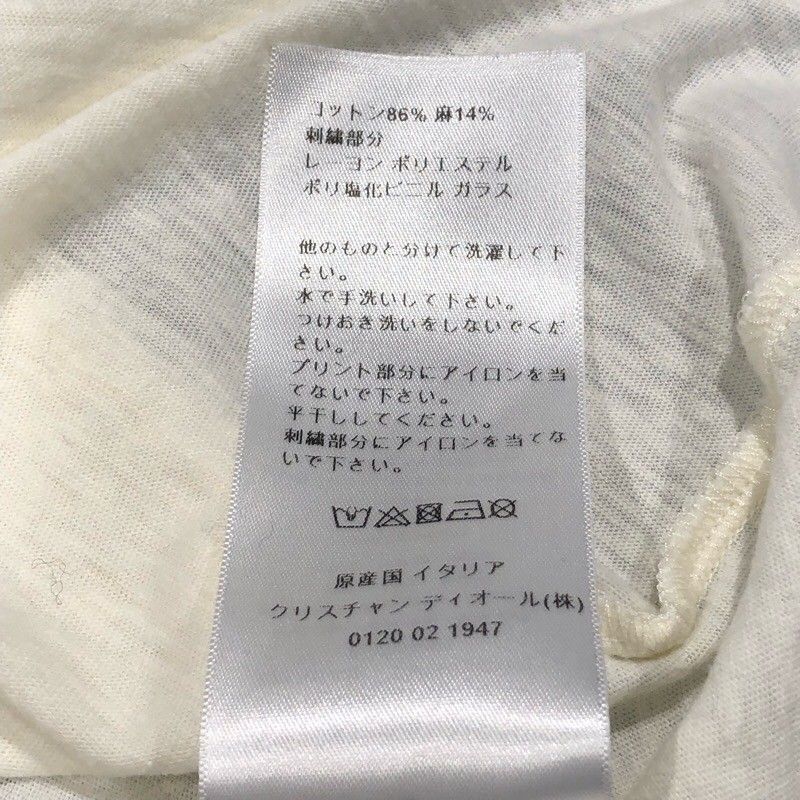 コットン86% 麻14%
刺繍部分
レーヨン ポリエステル
ポリ塩化ビニル ガラス
他のものと分けて洗濯して下
さい。
水で手洗いして下さい。
つけおき洗いをしないでくだ
さい。
プリント部分にアイロンを当
てないで下さい。
平干ししてください。
刺繍部分にアイロンを当てな
いで下さい。
原産国 イタリア
クリスチャン ディオール(株)
0120 02 1947